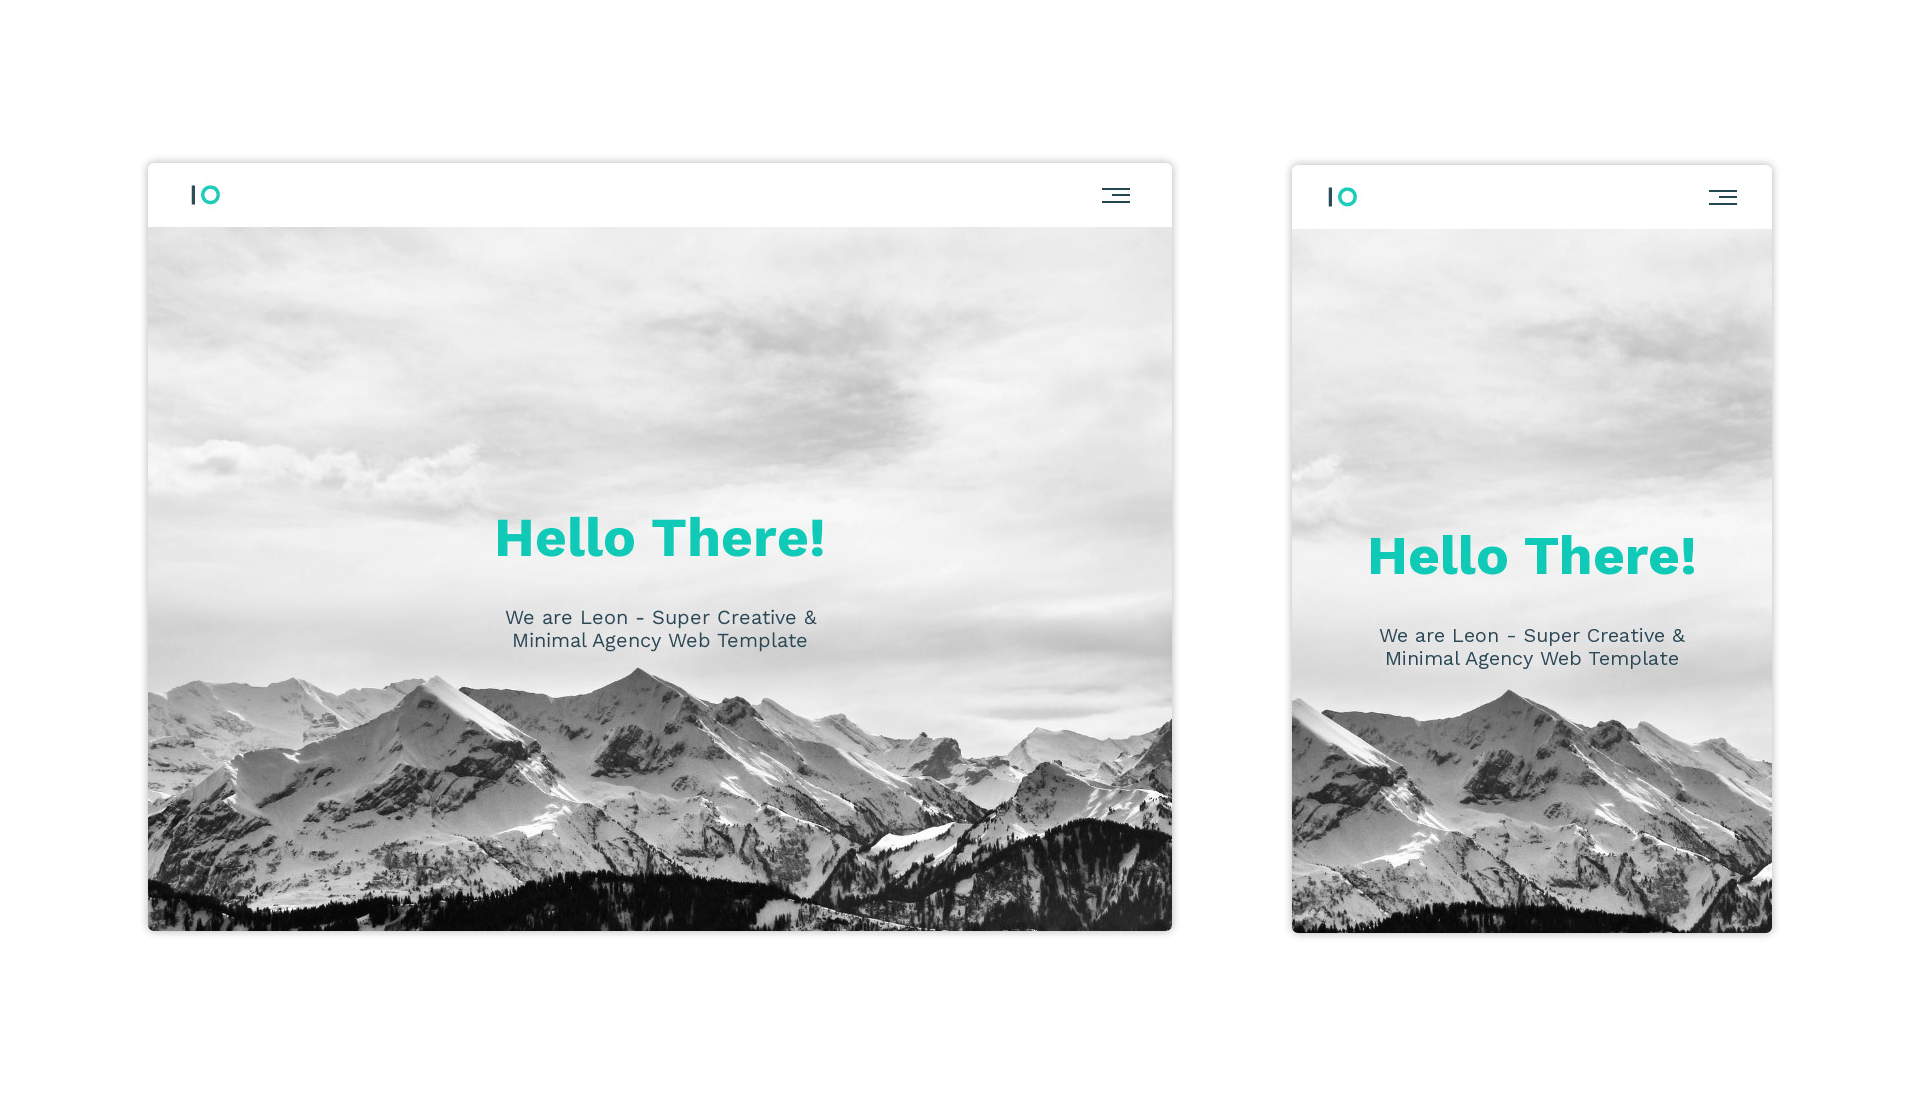 IO
Hello There!
We are Leon - Super Creative &
Minimal Agency Web Template
IO
Hello There!
We are Leon - Super Creative &
Minimal Agency Web Template